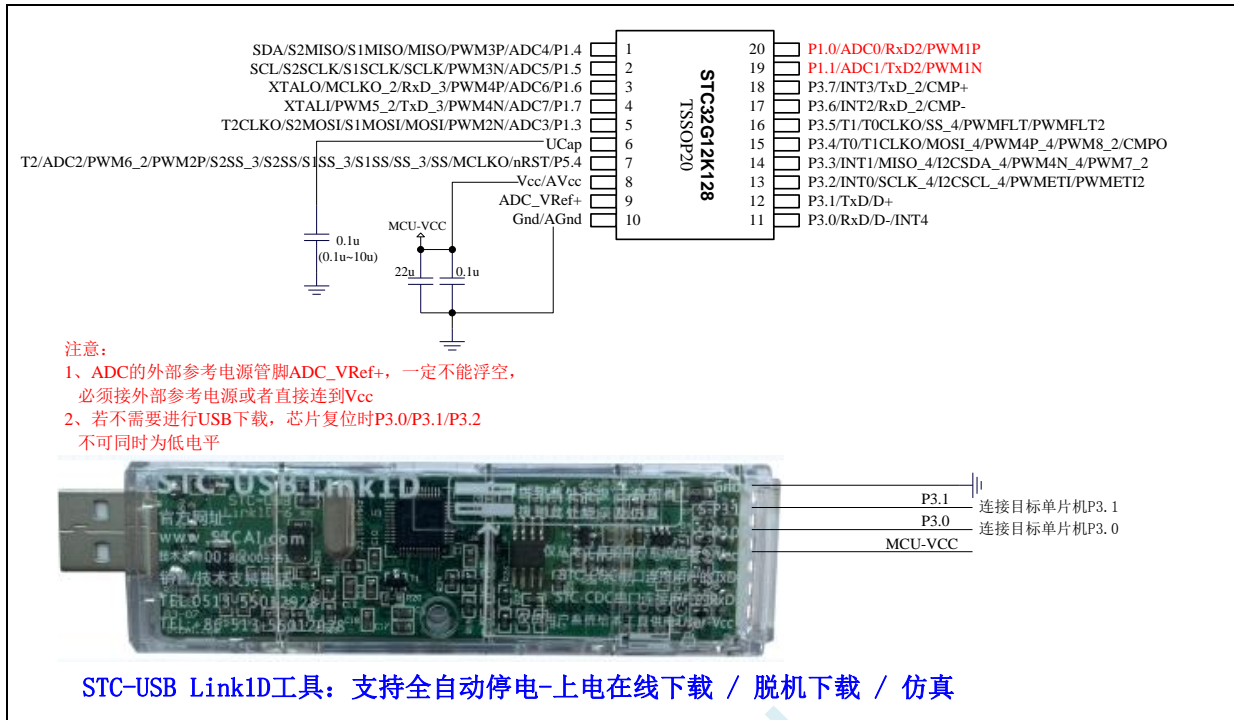 SDA/S2MISO/S1MISO/MISO/PWM3P/ADC4/P1.4
SCL/S2SCLK/S1SCLK/SCLK/PWM3N/ADC5/P1.5
XTALO/MCLKO_2/RxD_3/PWM4P/ADC6/P1.6
XTALI/PWM5_2/TxD_3/PWM4N/ADC7/P1.7
T2CLKO/S2MOSI/S1MOSI/MOSI/PWM2N/ADC3/P1.3
UCap
T2/ADC2/PWM6_2/PWM2P/S2SS_3/S2SS/S1SS_3/S1SS/SS_3/SS/MCLKO/nRST/P5.4
Vcc/AVcc
ADC_VRef+
Gnd/AGnd
1
2
3
4
5
6
7
8
9
10
STC32G12K128
TSSOP20
20
19
18
17
16
15
14
13
12
11
P1.0/ADC0/RxD2/PWM1P
P1.1/ADC1/TxD2/PWM1N
P3.7/INT3/TxD_2/CMP+
P3.6/INT2/RxD_2/CMP-
P3.5/T1/T0CLKO/SS_4/PWMFLT/PWMFLT2
P3.4/T0/T1CLKO/MOSI_4/PWM4P_4/PWM8_2/CMPO
P3.3/INT1/MISO_4/I2CSDA_4/PWM4N_4/PWM7_2
P3.2/INT0/SCLK_4/I2CSCL_4/PWMETI/PWMETI2
P3.1/TxD/D+
P3.0/RxD/D-/INT4
0.1u
(0.1u~10u)
MCU-VCC
22u
0.1u
注意:
1、ADC的外部参考电源管脚ADC_VRef+, 一定不能浮空,
必须接外部参考电源或者直接连到Vcc
2、若不需要进行USB下载, 芯片复位时P3.0/P3.1/P3.2
不可同时为低电平
STC-USB Link1D
官方网址:
www.STCAI.com
TEL:0513-55012928
Gnd
P3.1 连接目标单片机P3.1
P3.0 连接目标单片机P3.0
MCU-VCC
STC-USB Link1D工具: 支持全自动停电-上电在线下载 / 脱机下载 / 仿真